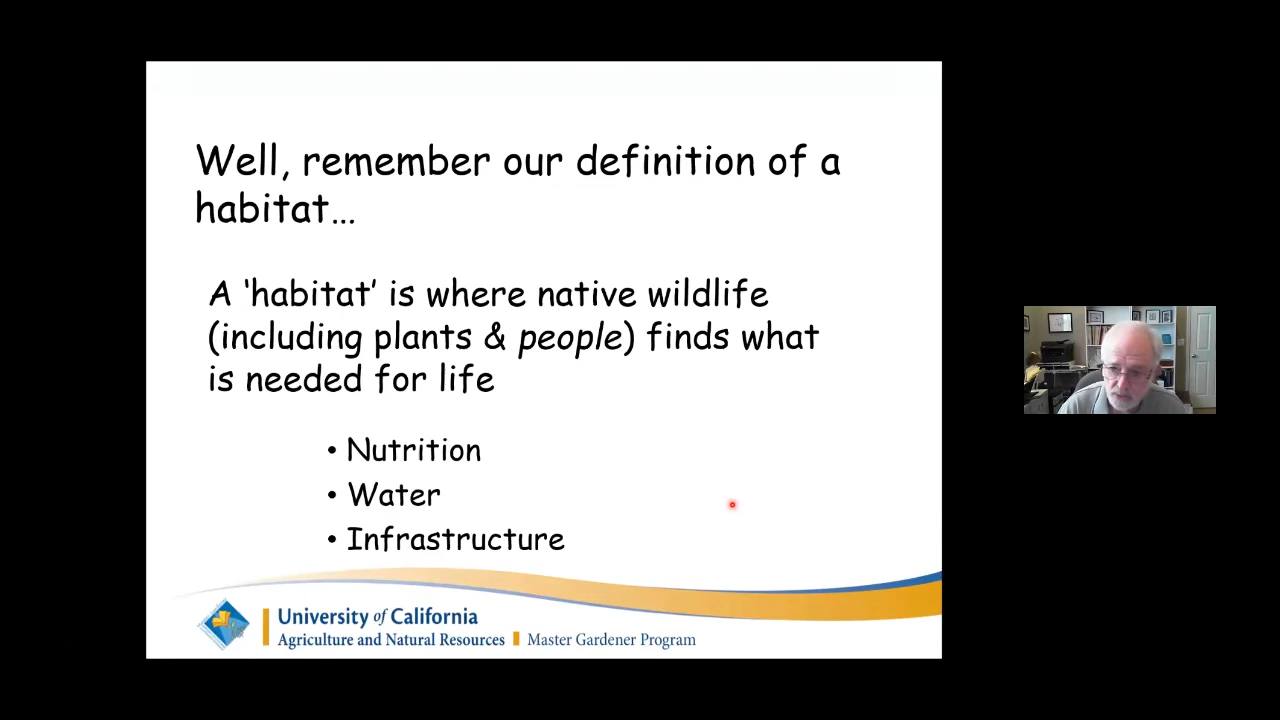 Well, remember our definition of a
habitat…
A ‘habitat’ is where native wildlife
(including plants & people) finds what
is needed for life
• Nutrition
• Water
• Infrastructure
University of California
Agriculture and Natural Resources Master Gardener Program